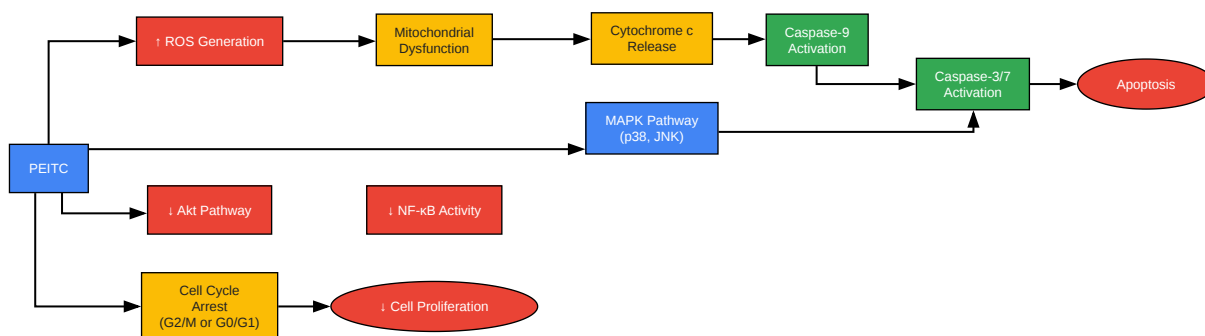 ↑ ROS Generation
Mitochondrial
Dysfunction
Cytochrome c
Release
Caspase-9
Activation
Caspase-3/7
Activation
Apoptosis
MAPK Pathway
(p38, JNK)
PEITC
↓ Akt Pathway
↓ NF-κB Activity
Cell Cycle
Arrest
(G2/M or G0/G1)
↓ Cell Proliferation